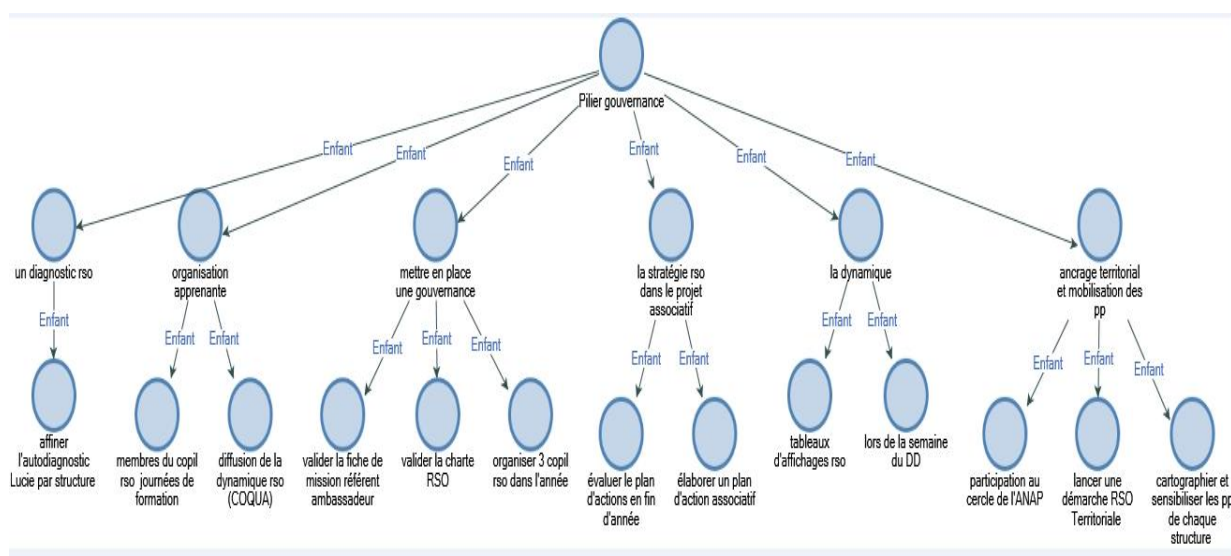 Pilier gouvernance
Enfant
Enfant
Enfant
Enfant
Enfant
Enfant
un diagnostic rso
organisation
apprenante
mettre en place
une gouvernance
la stratégie rso
dans le projet
associatif
la dynamique
ancrage territorial
et mobilisation des
pp
Enfant
Enfant
Enfant
Enfant
Enfant
Enfant
Enfant
Enfant
Enfant
Enfant
Enfant
Enfant
Enfant
affiner
l'autodiagnostic
Lucie par structure
membres du copil
rso journées de
formation
diffusion de la
dynamique rso
(COQUA)
valider la fiche de
mission référent
ambassadeur
valider la charte
RSO
organiser 3 copil
rso dans l'année
évaluer le plan
d'actions en fin
d'année
élaborer un plan
d'action associatif
tableaux
d'affichages rso
lors de la semaine
du DD
participation au
cercle de l'ANAP
lancer une
démarche RSO
Territoriale
cartographier et
sensibiliser les pp
de chaque
structure